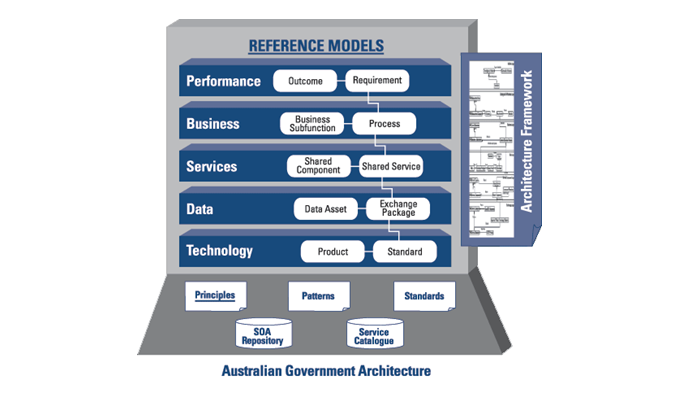 REFERENCE MODELS
Performance
Outcome
Requirement
Business
Business
Subfunction
Process
Services
Shared
Component
Shared Service
Data
Data Asset
Exchange
Package
Technology
Product
Standard
Architecture Framework
Principles
Patterns
Standards
SOA
Repository
Service
Catalogue
Australian Government Architecture